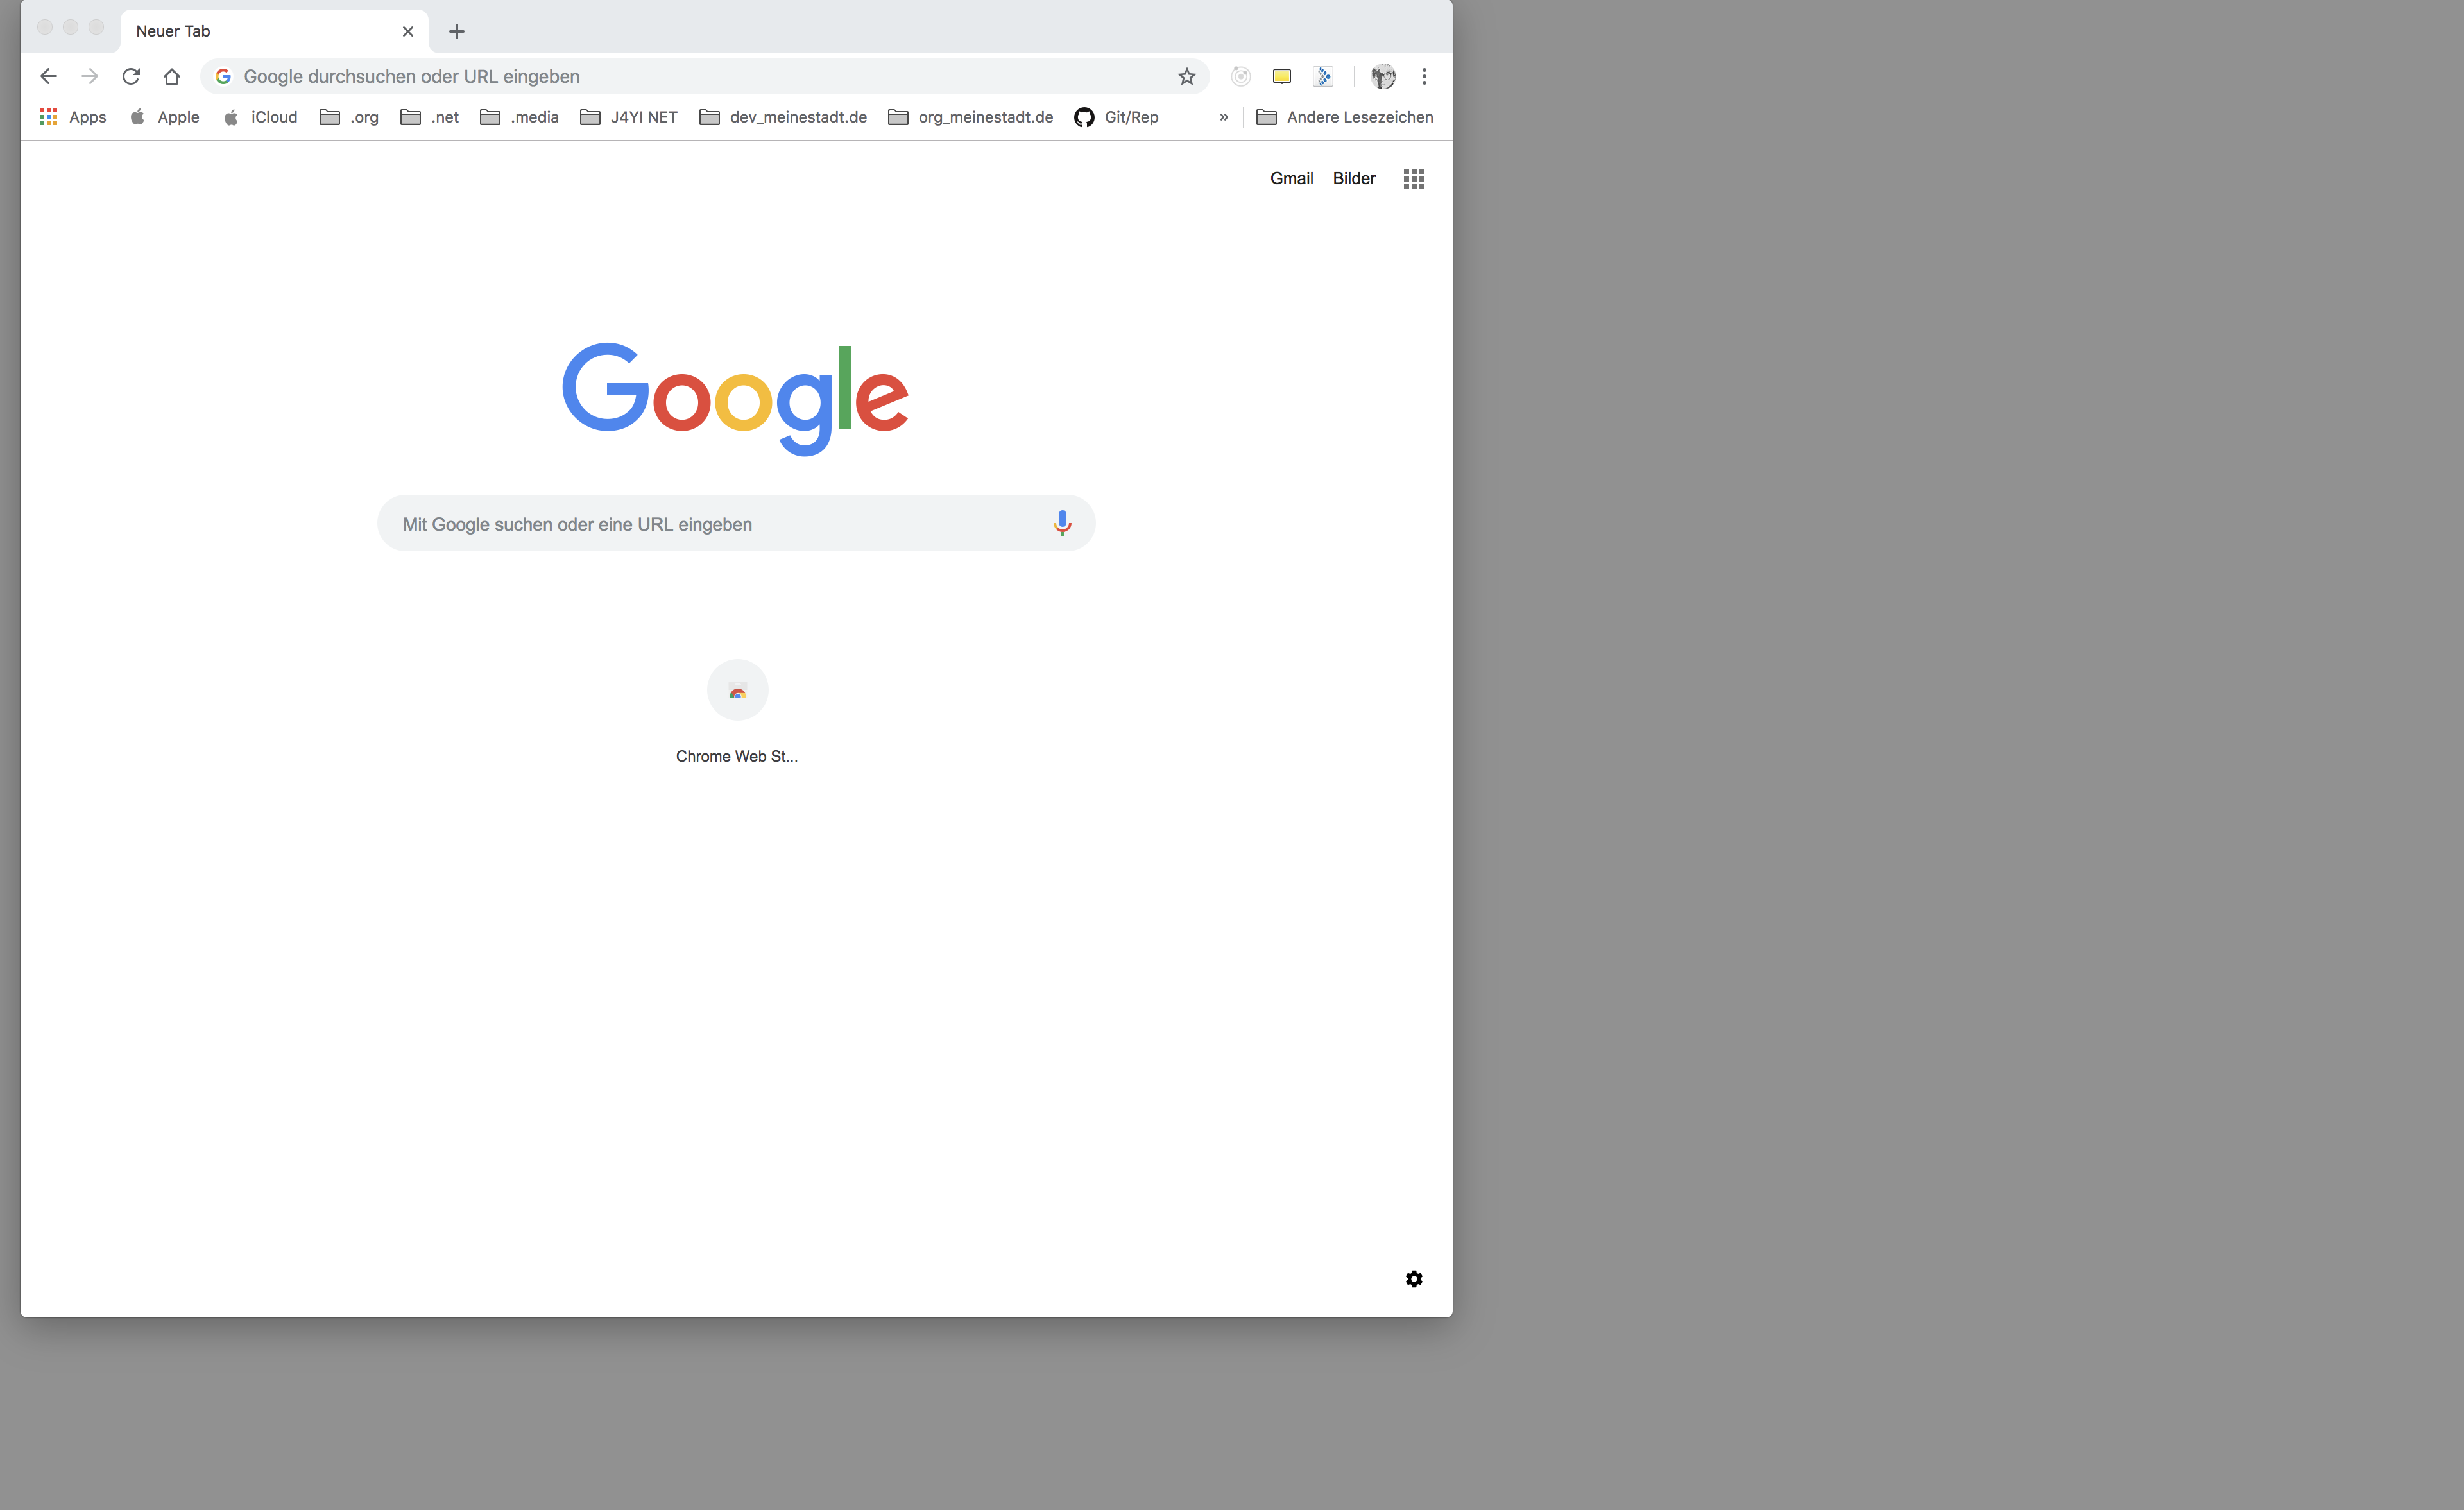 Neuer Tab
Google durchsuchen oder URL eingeben
Apps Apple iCloud .org .net .media J4YI NET dev_meinestadt.de org_meinestadt.de Git/Rep » Andere Lesezeichen
Gmail Bilder
Google
Mit Google suchen oder eine URL eingeben
Chrome Web St...